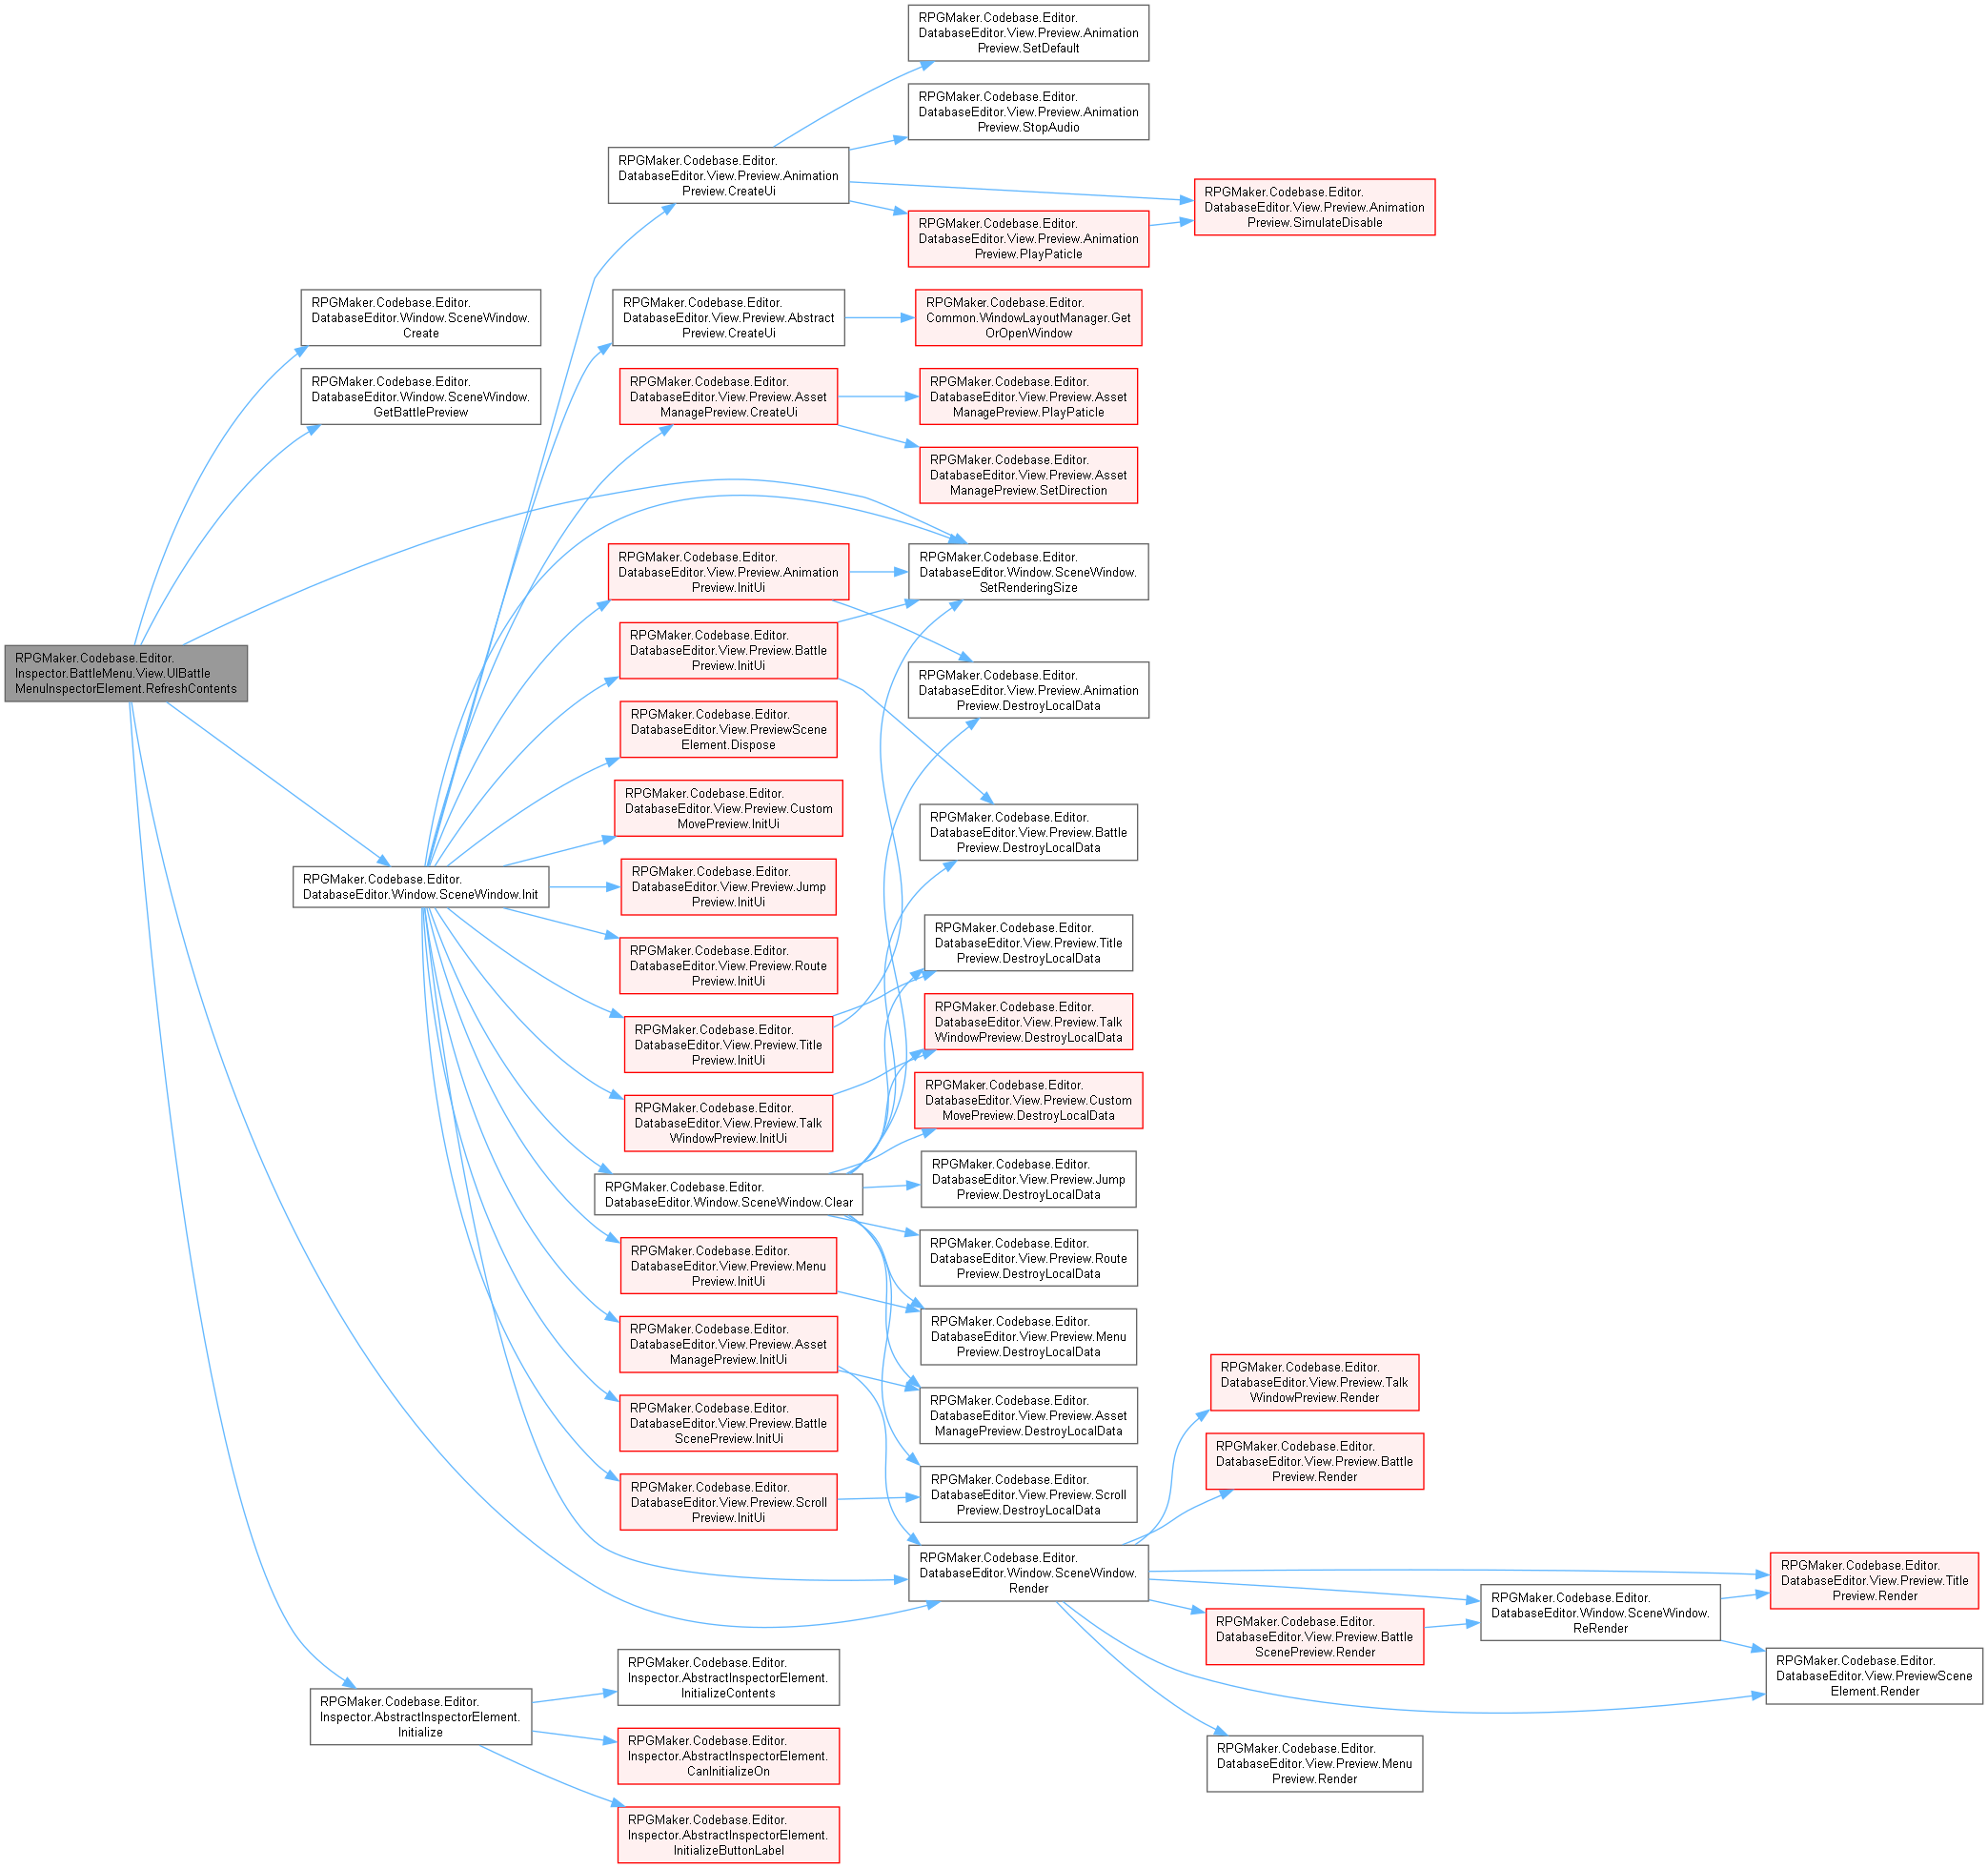 RPGMaker.Codebase.Editor.
DatabaseEditor.View.Preview.Animation
Preview.SetDefault
RPGMaker.Codebase.Editor.
DatabaseEditor.View.Preview.Animation
Preview.StopAudio
RPGMaker.Codebase.Editor.
DatabaseEditor.View.Preview.Animation
Preview.CreateUi
RPGMaker.Codebase.Editor.
DatabaseEditor.View.Preview.Animation
Preview.SimulateDisable
RPGMaker.Codebase.Editor.
DatabaseEditor.View.Preview.Animation
Preview.PlayPaticle
RPGMaker.Codebase.Editor.
DatabaseEditor.Window.SceneWindow.
Create
RPGMaker.Codebase.Editor.
DatabaseEditor.View.Preview.Abstract
Preview.CreateUi
RPGMaker.Codebase.Editor.
Common.WindowLayoutManager.Get
OrOpenWindow
RPGMaker.Codebase.Editor.
DatabaseEditor.Window.SceneWindow.
GetBattlePreview
RPGMaker.Codebase.Editor.
DatabaseEditor.View.Preview.Asset
ManagePreview.CreateUi
RPGMaker.Codebase.Editor.
DatabaseEditor.View.Preview.Asset
ManagePreview.PlayPaticle
RPGMaker.Codebase.Editor.
DatabaseEditor.View.Preview.Asset
ManagePreview.SetDirection
RPGMaker.Codebase.Editor.
DatabaseEditor.View.Preview.Animation
Preview.InitUi
RPGMaker.Codebase.Editor.
DatabaseEditor.Window.SceneWindow.
SetRenderingSize
RPGMaker.Codebase.Editor.
Inspector.BattleMenu.View.UIBattle
MenuInspectorElement.RefreshContents
RPGMaker.Codebase.Editor.
DatabaseEditor.View.Preview.Battle
Preview.InitUi
RPGMaker.Codebase.Editor.
DatabaseEditor.View.Preview.Animation
Preview.DestroyLocalData
RPGMaker.Codebase.Editor.
DatabaseEditor.View.PreviewScene
Element.Dispose
RPGMaker.Codebase.Editor.
DatabaseEditor.View.Preview.Custom
MovePreview.InitUi
RPGMaker.Codebase.Editor.
DatabaseEditor.View.Preview.Battle
Preview.DestroyLocalData
RPGMaker.Codebase.Editor.
DatabaseEditor.Window.SceneWindow.Init
RPGMaker.Codebase.Editor.
DatabaseEditor.View.Preview.Jump
Preview.InitUi
RPGMaker.Codebase.Editor.
DatabaseEditor.View.Preview.Title
Preview.DestroyLocalData
RPGMaker.Codebase.Editor.
DatabaseEditor.View.Preview.Route
Preview.InitUi
RPGMaker.Codebase.Editor.
DatabaseEditor.View.Preview.Talk
WindowPreview.DestroyLocalData
RPGMaker.Codebase.Editor.
DatabaseEditor.View.Preview.Title
Preview.InitUi
RPGMaker.Codebase.Editor.
DatabaseEditor.View.Preview.Custom
MovePreview.DestroyLocalData
RPGMaker.Codebase.Editor.
DatabaseEditor.View.Preview.Talk
WindowPreview.InitUi
RPGMaker.Codebase.Editor.
DatabaseEditor.View.Preview.Jump
Preview.DestroyLocalData
RPGMaker.Codebase.Editor.
DatabaseEditor.Window.SceneWindow.Clear
RPGMaker.Codebase.Editor.
DatabaseEditor.View.Preview.Route
Preview.DestroyLocalData
RPGMaker.Codebase.Editor.
DatabaseEditor.View.Preview.Menu
Preview.InitUi
RPGMaker.Codebase.Editor.
DatabaseEditor.View.Preview.Menu
Preview.DestroyLocalData
RPGMaker.Codebase.Editor.
DatabaseEditor.View.Preview.Asset
ManagePreview.InitUi
RPGMaker.Codebase.Editor.
DatabaseEditor.View.Preview.Talk
WindowPreview.Render
RPGMaker.Codebase.Editor.
DatabaseEditor.View.Preview.Asset
ManagePreview.DestroyLocalData
RPGMaker.Codebase.Editor.
DatabaseEditor.View.Preview.Battle
ScenePreview.InitUi
RPGMaker.Codebase.Editor.
DatabaseEditor.View.Preview.Battle
Preview.Render
RPGMaker.Codebase.Editor.
DatabaseEditor.View.Preview.Scroll
Preview.DestroyLocalData
RPGMaker.Codebase.Editor.
DatabaseEditor.View.Preview.Scroll
Preview.InitUi
RPGMaker.Codebase.Editor.
DatabaseEditor.Window.SceneWindow.
Render
RPGMaker.Codebase.Editor.
DatabaseEditor.View.Preview.Title
Preview.Render
RPGMaker.Codebase.Editor.
DatabaseEditor.Window.SceneWindow.
ReRender
RPGMaker.Codebase.Editor.
DatabaseEditor.View.Preview.Battle
ScenePreview.Render
RPGMaker.Codebase.Editor.
DatabaseEditor.View.PreviewScene
Element.Render
RPGMaker.Codebase.Editor.
Inspector.AbstractInspectorElement.
InitializeContents
RPGMaker.Codebase.Editor.
Inspector.AbstractInspectorElement.
Initialize
RPGMaker.Codebase.Editor.
Inspector.AbstractInspectorElement.
CanInitializeOn
RPGMaker.Codebase.Editor.
DatabaseEditor.View.Preview.Menu
Preview.Render
RPGMaker.Codebase.Editor.
Inspector.AbstractInspectorElement.
InitializeButtonLabel